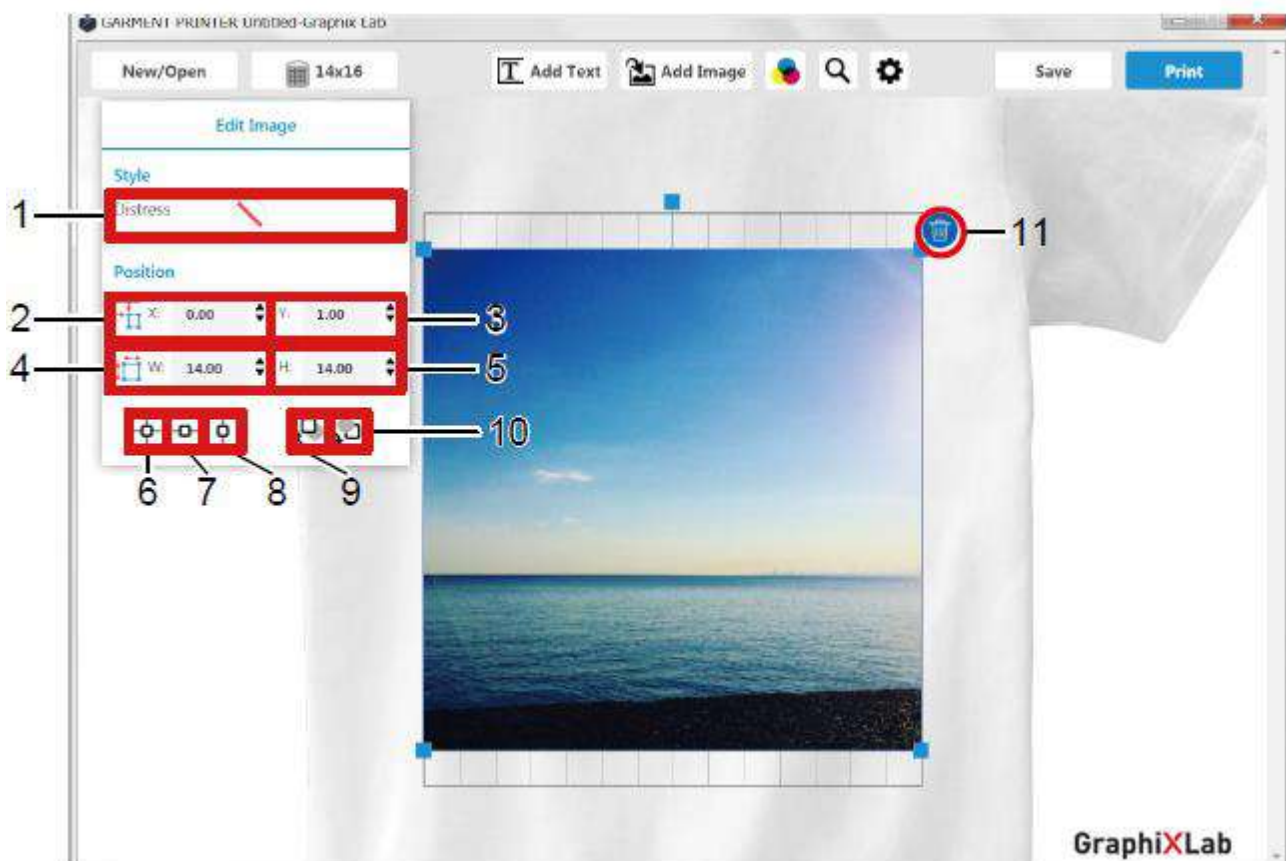 GARMENT PRINTER Untitled-Graphix Lab
New/Open 14x16 Add Text Add Image Save Print
Edit Image
Style
1 Distress 11
Position
2 X: 0.00 Y: 1.00 3
4 W: 14.00 H: 14.00 5
10
6 7 8 9
GraphiXLab